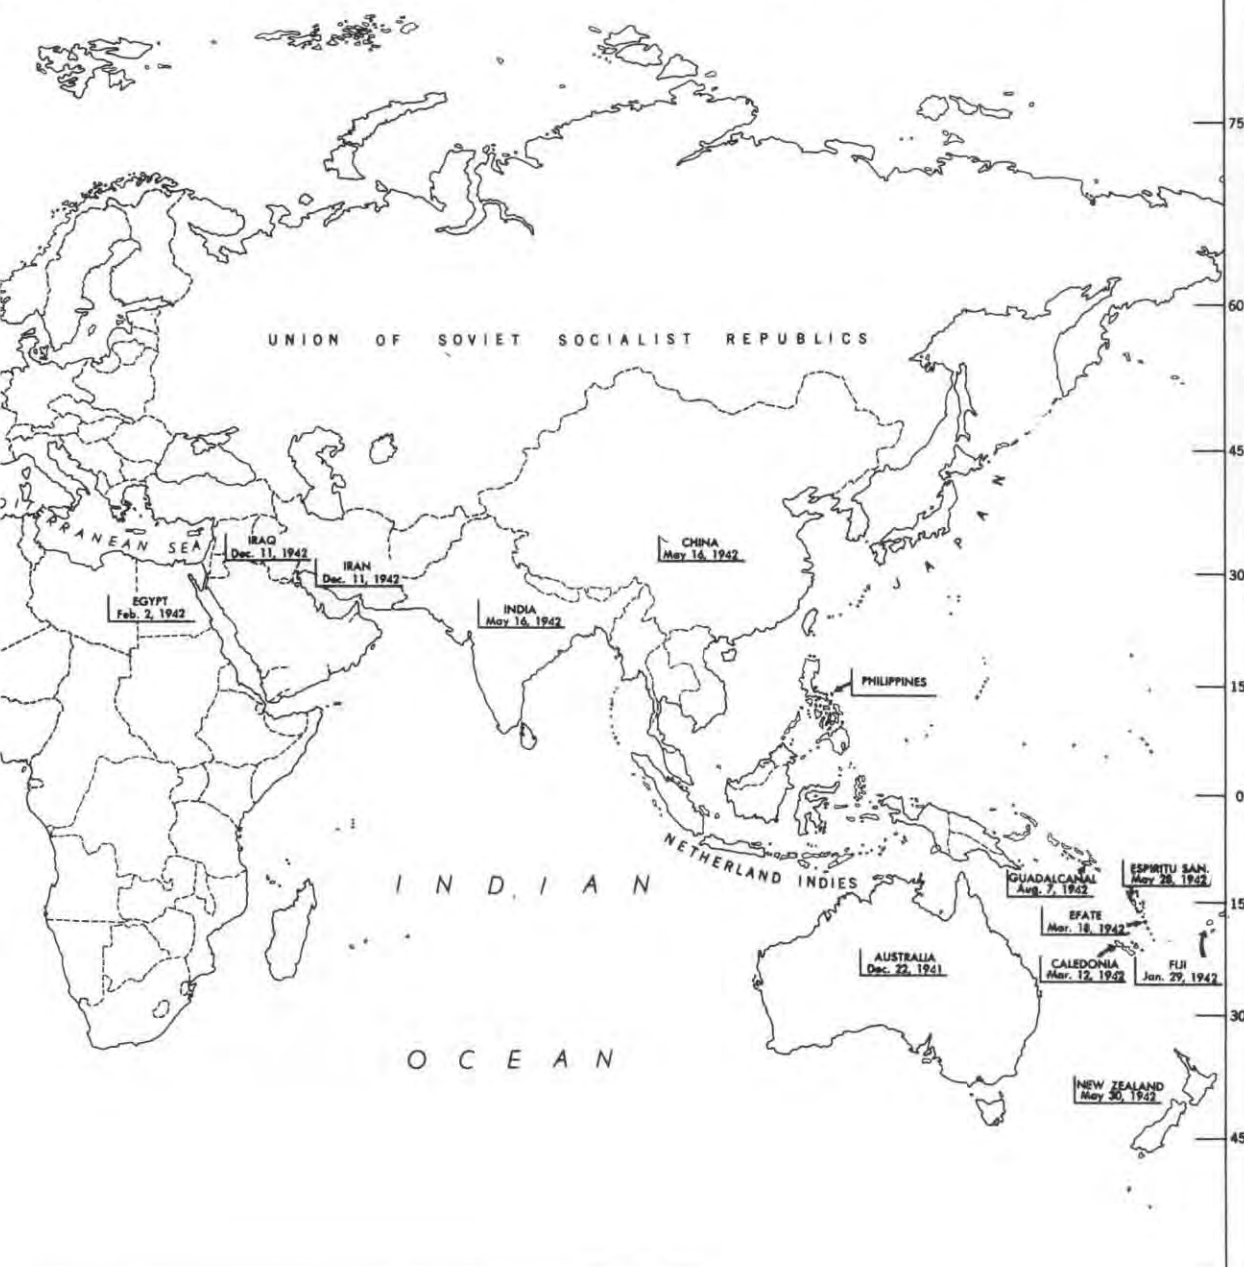 75
60
UNION OF SOVIET SOCIALIST REPUBLICS
45
JAPAN
MEDITERRANEAN SEA
IRAQ
Dec. 11, 1942
IRAN
Dec. 11, 1942
CHINA
May 16, 1942
30
EGYPT
Feb. 2, 1942
INDIA
May 16, 1942
PHILIPPINES
15
0
NETHERLAND INDIES
INDIAN
GUADALCANAL
Aug. 7, 1942
ESPIRITU SAN.
May 28, 1942
15
EFATE
Mar. 18, 1942
AUSTRALIA
Dec. 22, 1941
CALEDONIA
Mar. 12, 1942
FIJI
Jan. 29, 1942
30
OCEAN
NEW ZEALAND
May 30, 1942
45